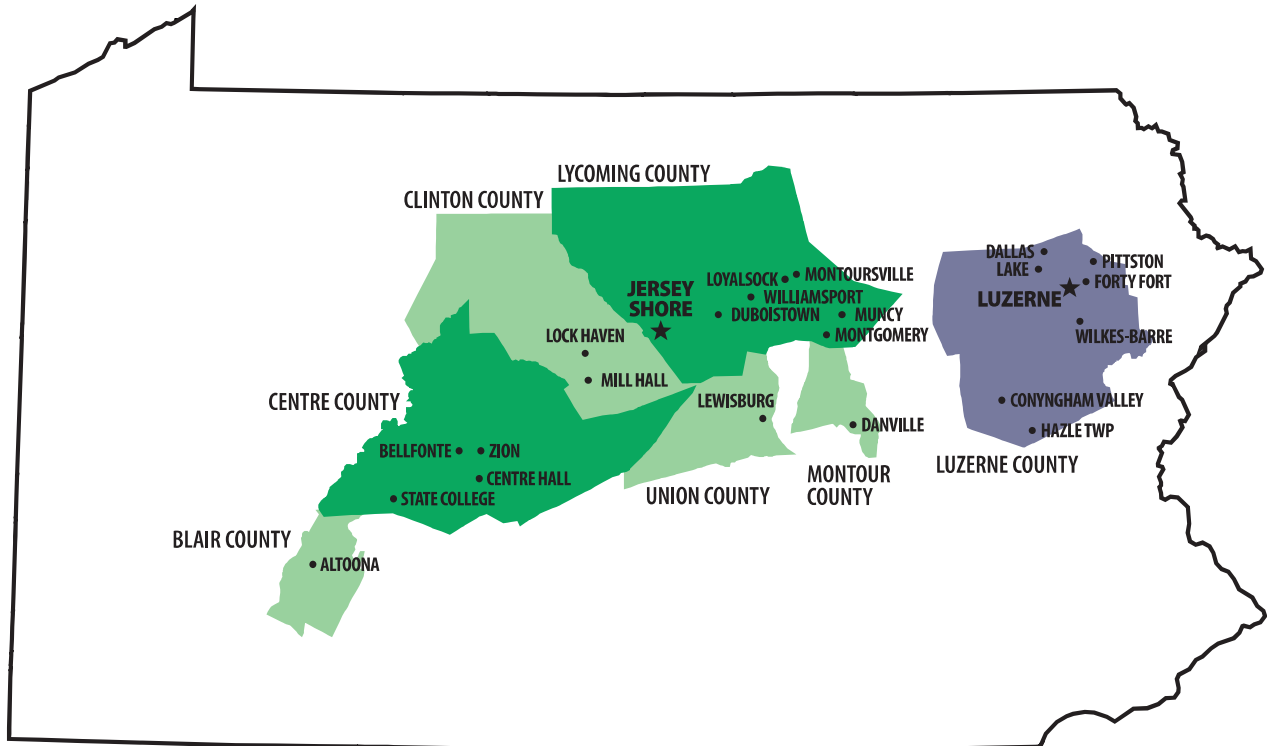 LYCOMING COUNTY
CLINTON COUNTY
DALLAS
LAKE
PITTSTON
FORTY FORT
LUZERNE
WILKES-BARRE
LOYALSOCK
MONTOURSVILLE
JERSEY
SHORE
WILLIAMSPORT
DUBOISTOWN
MUNCY
MONTGOMERY
LOCK HAVEN
MILL HALL
CENTRE COUNTY
LEWISBURG
DANVILLE
CONYNGHAM VALLEY
HAZLE TWP
LUZERNE COUNTY
BELLFONTE
ZION
CENTRE HALL
STATE COLLEGE
UNION COUNTY
MONTOUR
COUNTY
BLAIR COUNTY
ALTOONA